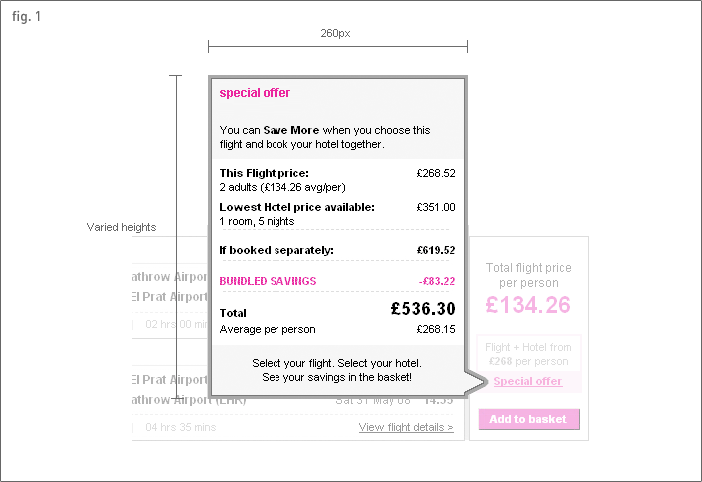 fig. 1
260px
Varied heights
special offer
You can Save More when you choose this
flight and book your hotel together.
This Flightprice: £268.52
2 adults (£134.26 avg/per)
Lowest Hotel price available: £351.00
1 room, 5 nights
If booked separately: £619.52
BUNDLED SAVINGS -£83.22
Total £536.30
Average per person £268.15
Select your flight. Select your hotel.
See your savings in the basket!
athrow Airpor
El Prat Airport
02 hrs 00 min
El Prat Airport
athrow Airport (LHR) Sat 31 May 08 14:55
04 hrs 35 mins
View flight details >
Total flight price
per person
£134.26
Flight + Hotel from
£268 per person
Special offer
Add to basket